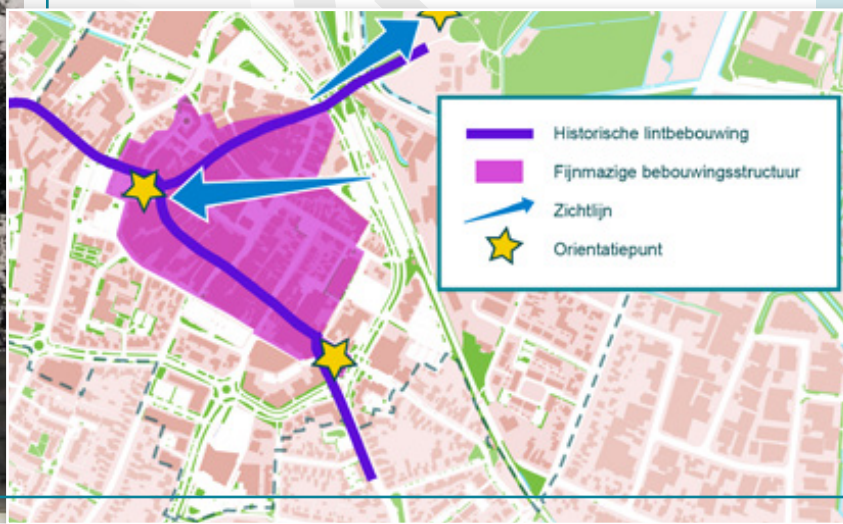 Historische lintbebouwing
Fijnmazige bebouwingsstructuur
Zichtlijn
Orientatiepunt